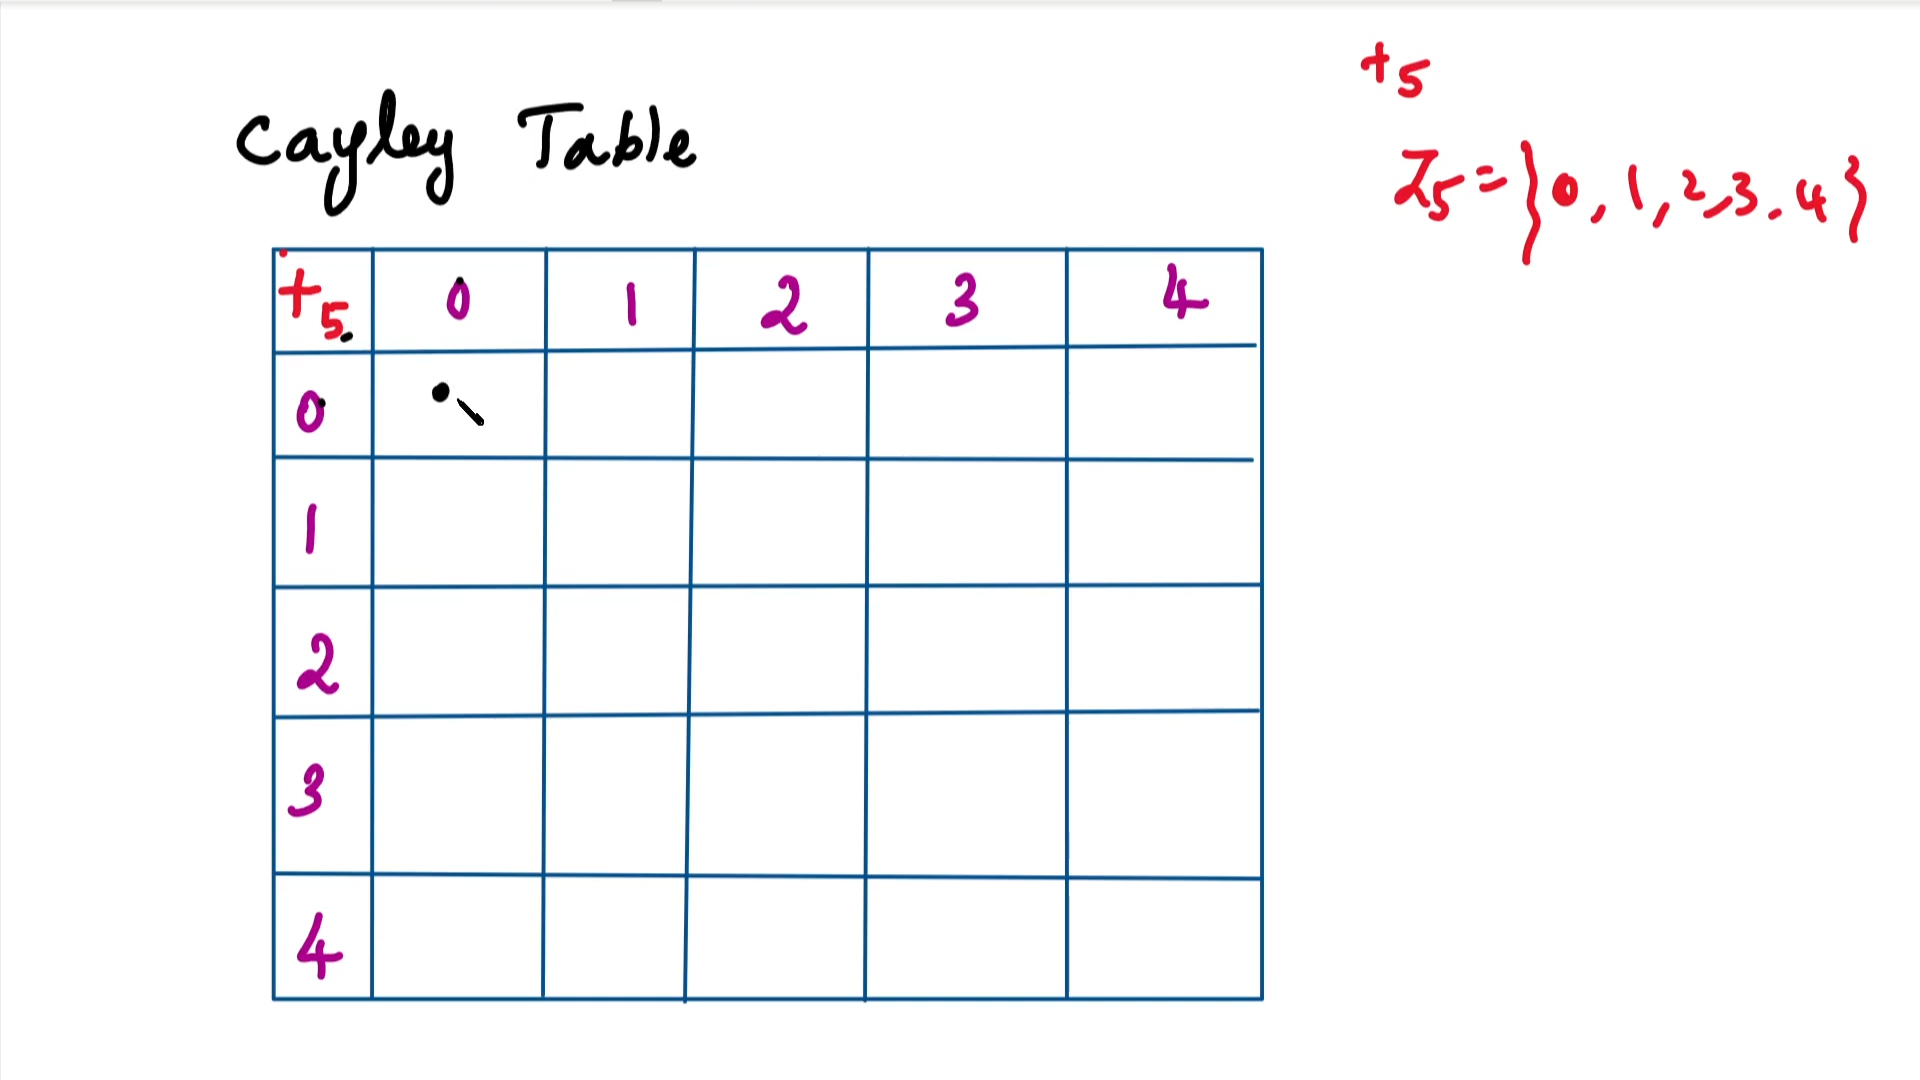 +5
Cayley Table
Z5 = {0, 1, 2, 3. 4}
+5. 0 1 2 3 4
0
1
2
3
4